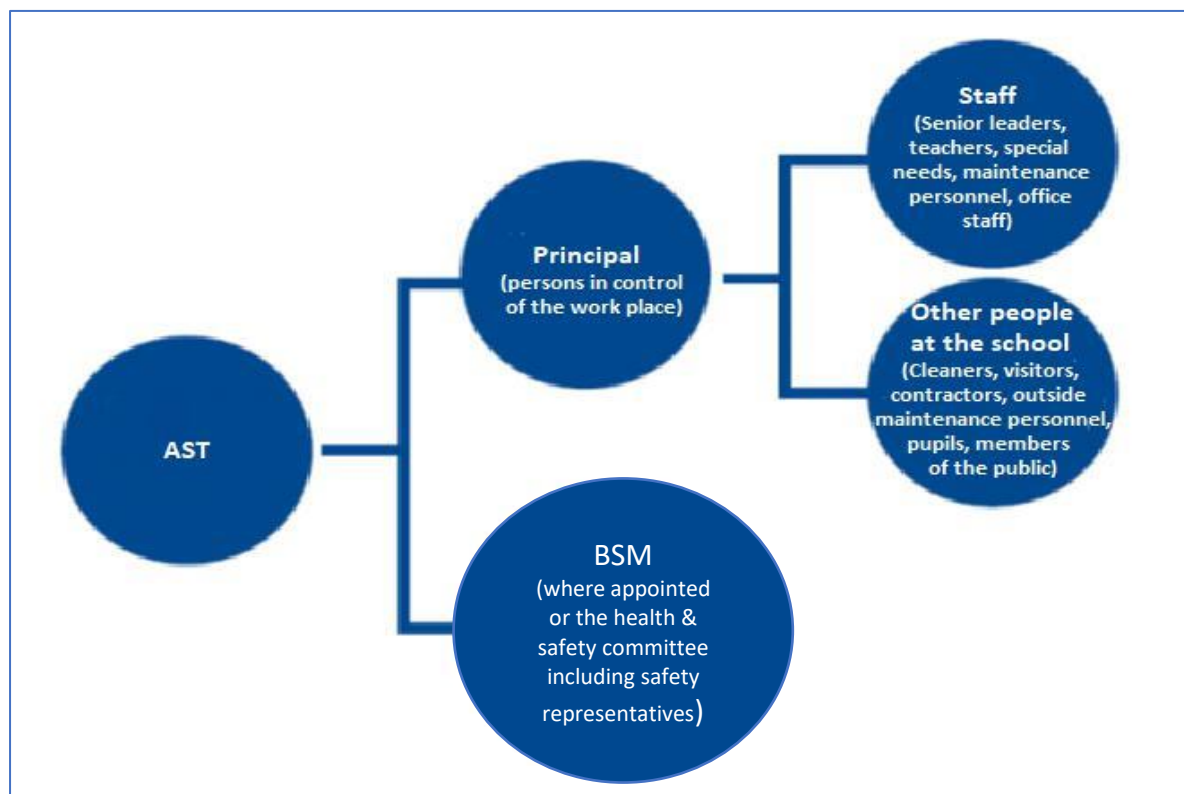 Staff
(Senior leaders,
teachers, special
needs, maintenance
personnel, office
staff)
Principal
(persons in control
of the work place)
Other people
at the school
(Cleaners, visitors,
contractors, outside
maintenance personnel,
pupils, members
of the public)
AST
BSM
(where appointed
or the health &
safety committee
including safety
representatives)